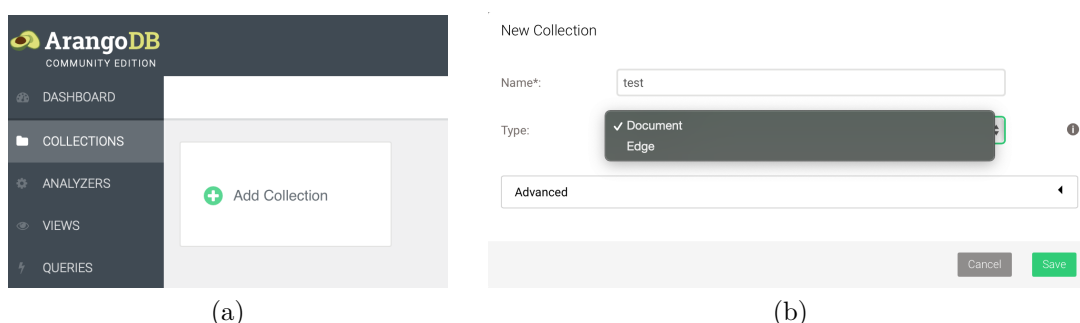 ArangoDB
COMMUNITY EDITION
DASHBOARD
COLLECTIONS
ANALYZERS
VIEWS
QUERIES
Add Collection
(a)
New Collection
Name*:
test
Type:
✓ Document
Edge
Advanced
Cancel
Save
(b)